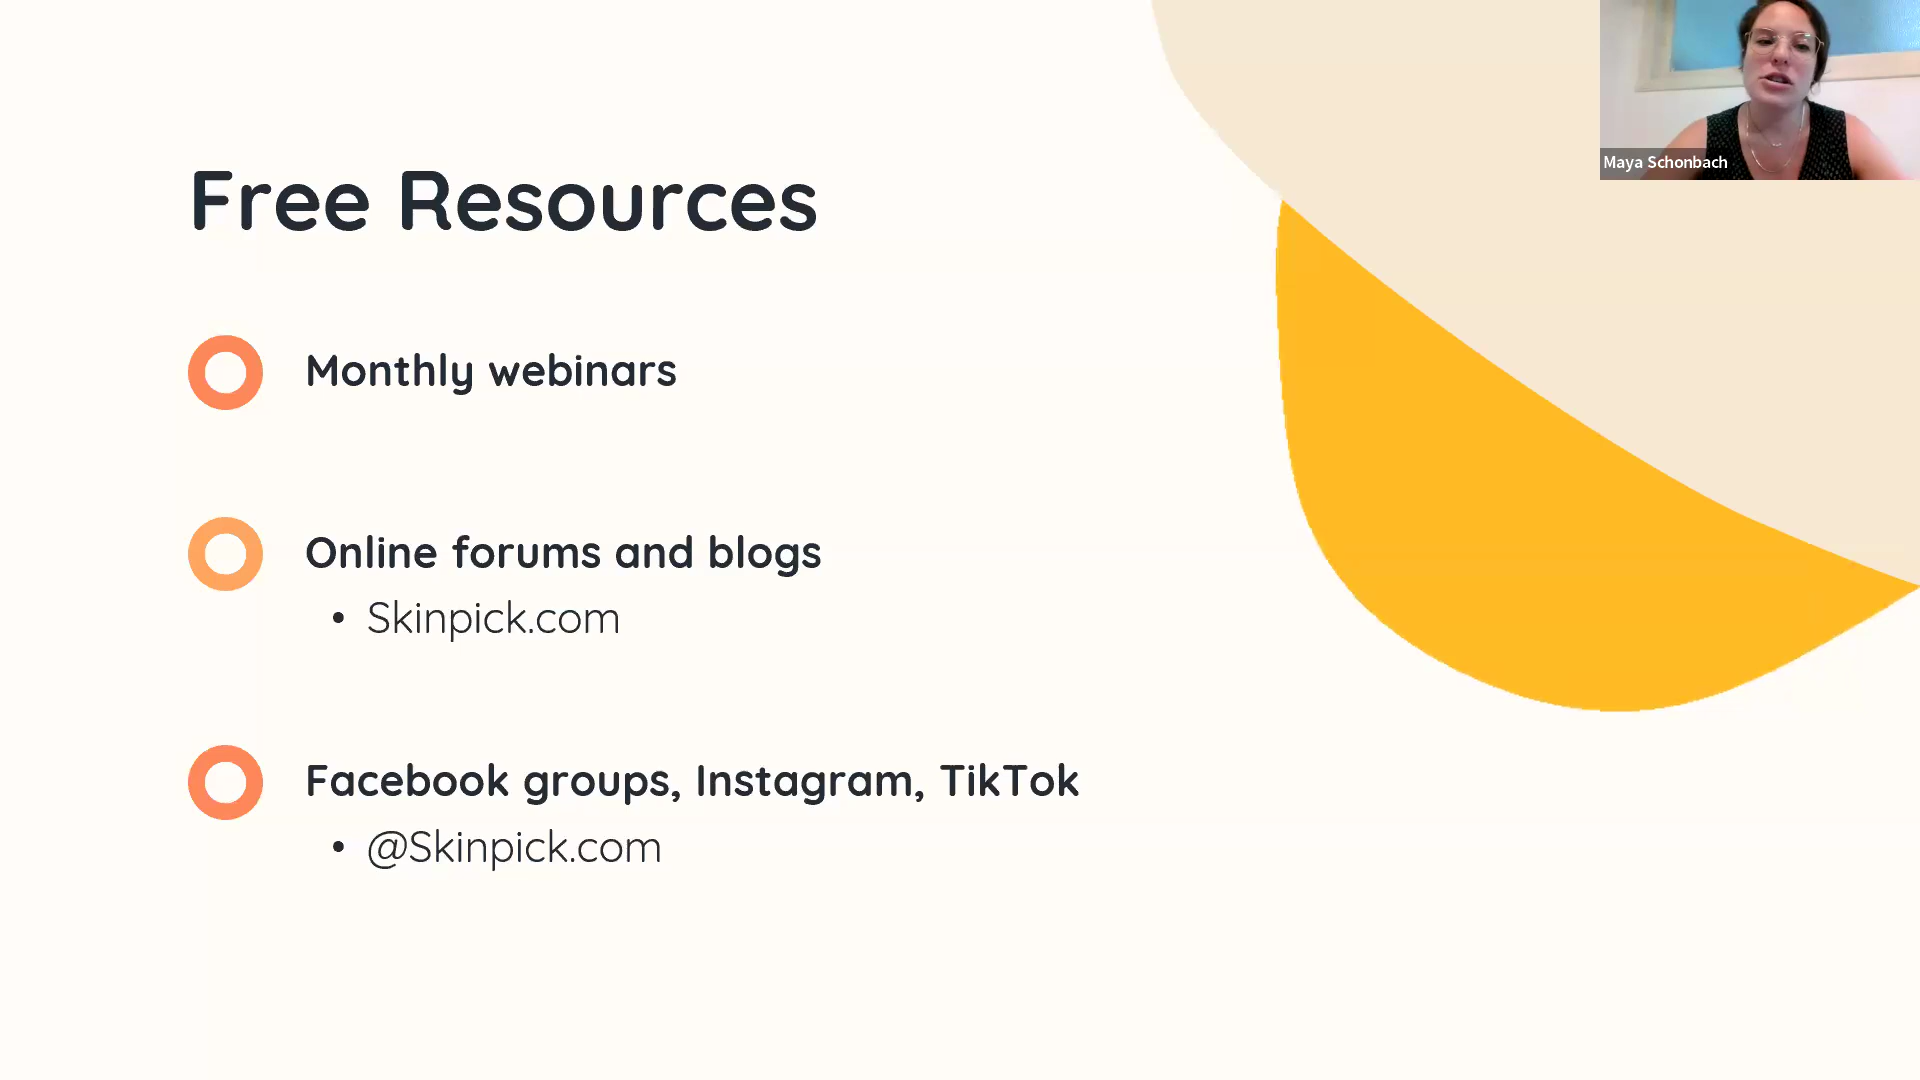 Free Resources
Monthly webinars
Online forums and blogs
• Skinpick.com
Facebook groups, Instagram, TikTok
• @Skinpick.com
Maya Schonbach